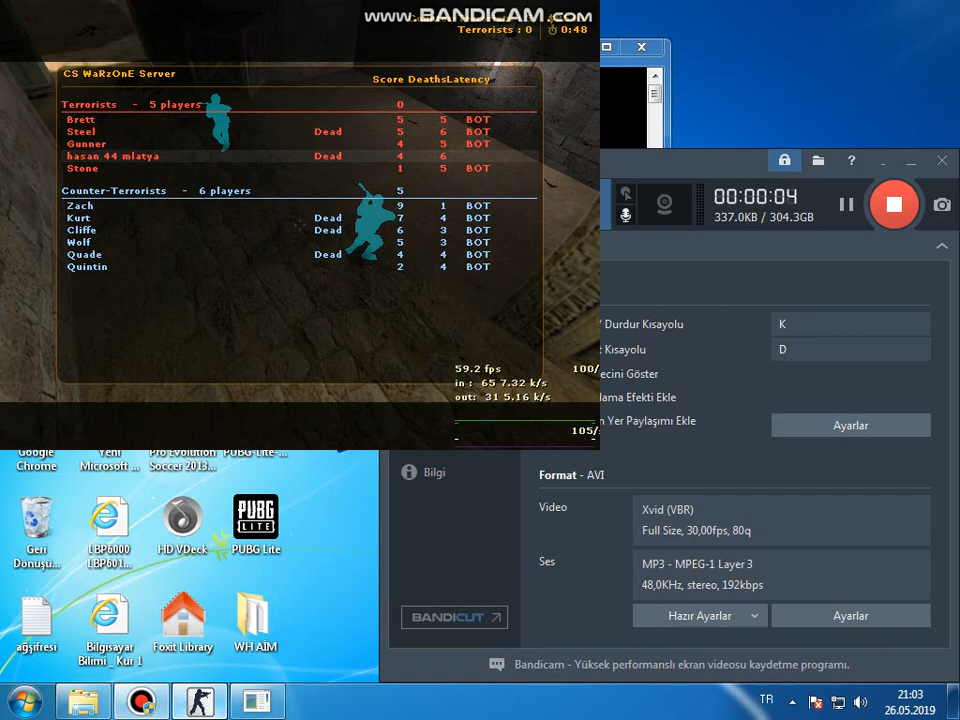 www.BANDICAM.com
Terrorists : 0 0:48
CS WaRzOnE Server
Score Deaths Latency
Terrorists - 5 players 0
Brett 5 5 BOT
Steel Dead 5 6 BOT
Gunner 4 5 BOT
hasan 44 mlatya Dead 4 6
Stone 1 5 BOT
Counter-Terrorists - 6 players 5
Zach 9 1 BOT
Kurt Dead 7 4 BOT
Cliffe Dead 6 3 BOT
Wolf 5 3 BOT
Quade Dead 4 4 BOT
Quintin 2 4 BOT
59.2 fps 100/
in : 65 7.32 k/s
out: 31 5.16 k/s
105/
00:00:04
337.0KB / 304.3GB
/ Durdur Kısayolu K
t Kısayolu D
ecini Göster
lama Efekti Ekle
n Yer Paylaşımı Ekle
Ayarlar
Bilgi
Format - AVI
Video
Xvid (VBR)
Full Size, 30,00fps, 80q
Ses
MP3 - MPEG-1 Layer 3
48,0KHz, stereo, 192kbps
Hazır Ayarlar Ayarlar
BANDICUT
Bandicam - Yüksek performanslı ekran videosu kaydetme programı.
Google Chrome
Yeni Microsoft ...
Pro Evolution Soccer 2013...
PUBG-Lite-...
PUBG
LITE
Geri Dönüşü...
LBP6000 LBP601...
HD VDeck
PUBG Lite
ağşifresi
Bilgisayar Bilimi _ Kur 1
Foxit Library
WH AİM
TR
21:03
26.05.2019